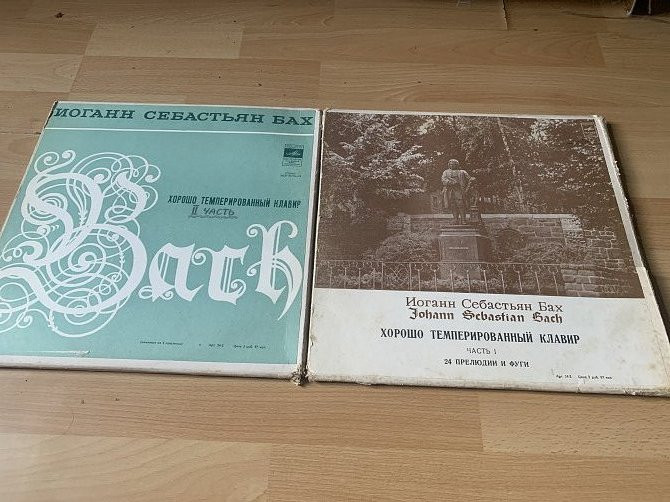 ИОГАНН СЕБАСТЬЯН БАХ
ХОРОШО ТЕМПЕРИРОВАННЫЙ КЛАВИР
II ЧАСТЬ
Bach
Иоганн Себастьян Бах
Johann Sebastian Bach
ХОРОШО ТЕМПЕРИРОВАННЫЙ КЛАВИР
ЧАСТЬ I
24 ПРЕЛЮДИИ И ФУГИ